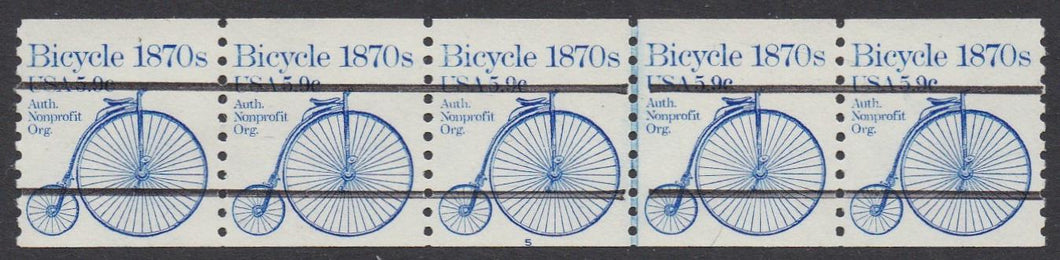 Bicycle 1870s
USA 5.9c
Auth.
Nonprofit
Org.
Bicycle 1870s
USA 5.9c
Auth.
Nonprofit
Org.
Bicycle 1870s
USA 5.9c
Auth.
Nonprofit
Org.
5
Bicycle 1870s
USA 5.9c
Auth.
Nonprofit
Org.
Bicycle 1870s
USA 5.9c
Auth.
Nonprofit
Org.